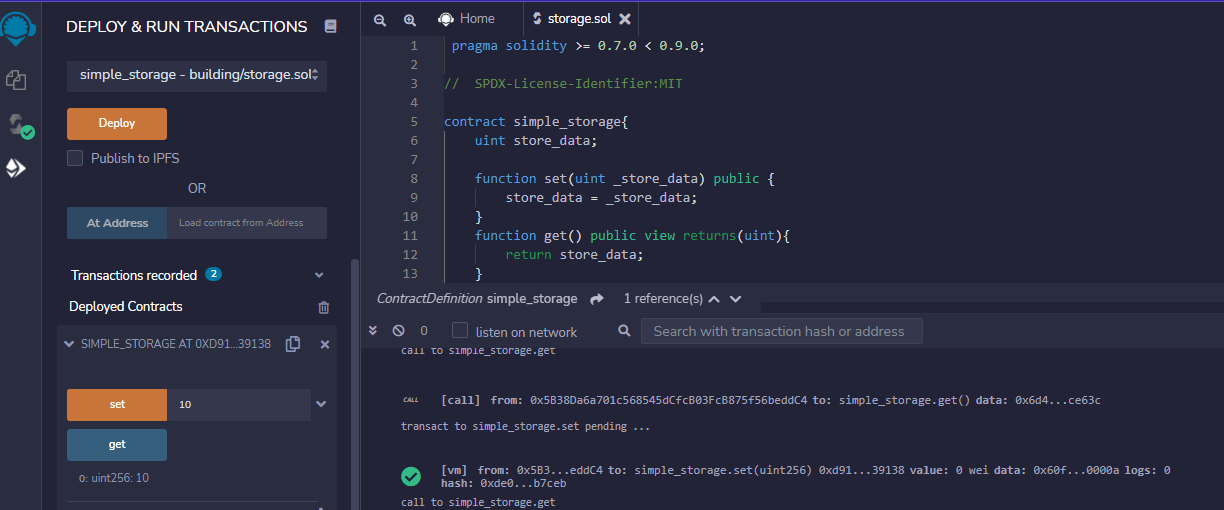 DEPLOY & RUN TRANSACTIONS
simple_storage - building/storage.sol
Deploy
Publish to IPFS
OR
At Address Load contract from Address
Transactions recorded 2
Deployed Contracts
SIMPLE_STORAGE AT 0XD91...39138
set 10
get
0: uint256: 10
Home storage.sol
1 pragma solidity >= 0.7.0 < 0.9.0;
2
3 // SPDX-License-Identifier:MIT
4
5 contract simple_storage{
6 uint store_data;
7
8 function set(uint _store_data) public {
9 store_data = _store_data;
10 }
11 function get() public view returns(uint){
12 return store_data;
13 }
ContractDefinition simple_storage 1 reference(s)
0 listen on network Search with transaction hash or address
call to simple_storage.get
CALL [call] from: 0x5B38Da6a701c568545dCfcB03FcB875f56beddC4 to: simple_storage.get() data: 0x6d4...ce63c
transact to simple_storage.set pending ...
[vm] from: 0x5B3...eddC4 to: simple_storage.set(uint256) 0xd91...39138 value: 0 wei data: 0x60f...0000a logs: 0
hash: 0xde0...b7ceb
call to simple_storage.get